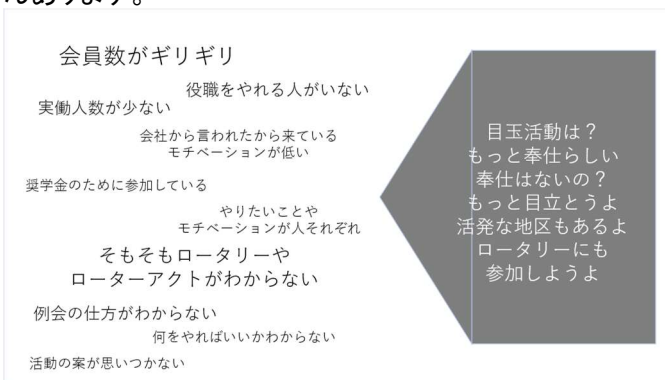 んあります。
会員数がギリギリ
役職をやれる人がいない
実働人数が少ない
会社から言われたから来ている
モチベーションが低い
奨学金のために参加している
やりたいことや
モチベーションが人それぞれ
そもそもロータリーや
ローターアクトがわからない
例会の仕方がわからない
何をやればいいかわからない
活動の案が思いつかない
目玉活動は？
もっと奉仕らしい
奉仕はないの？
もっと目立とうよ
活発な地区もあるよ
ロータリーにも
参加しようよ